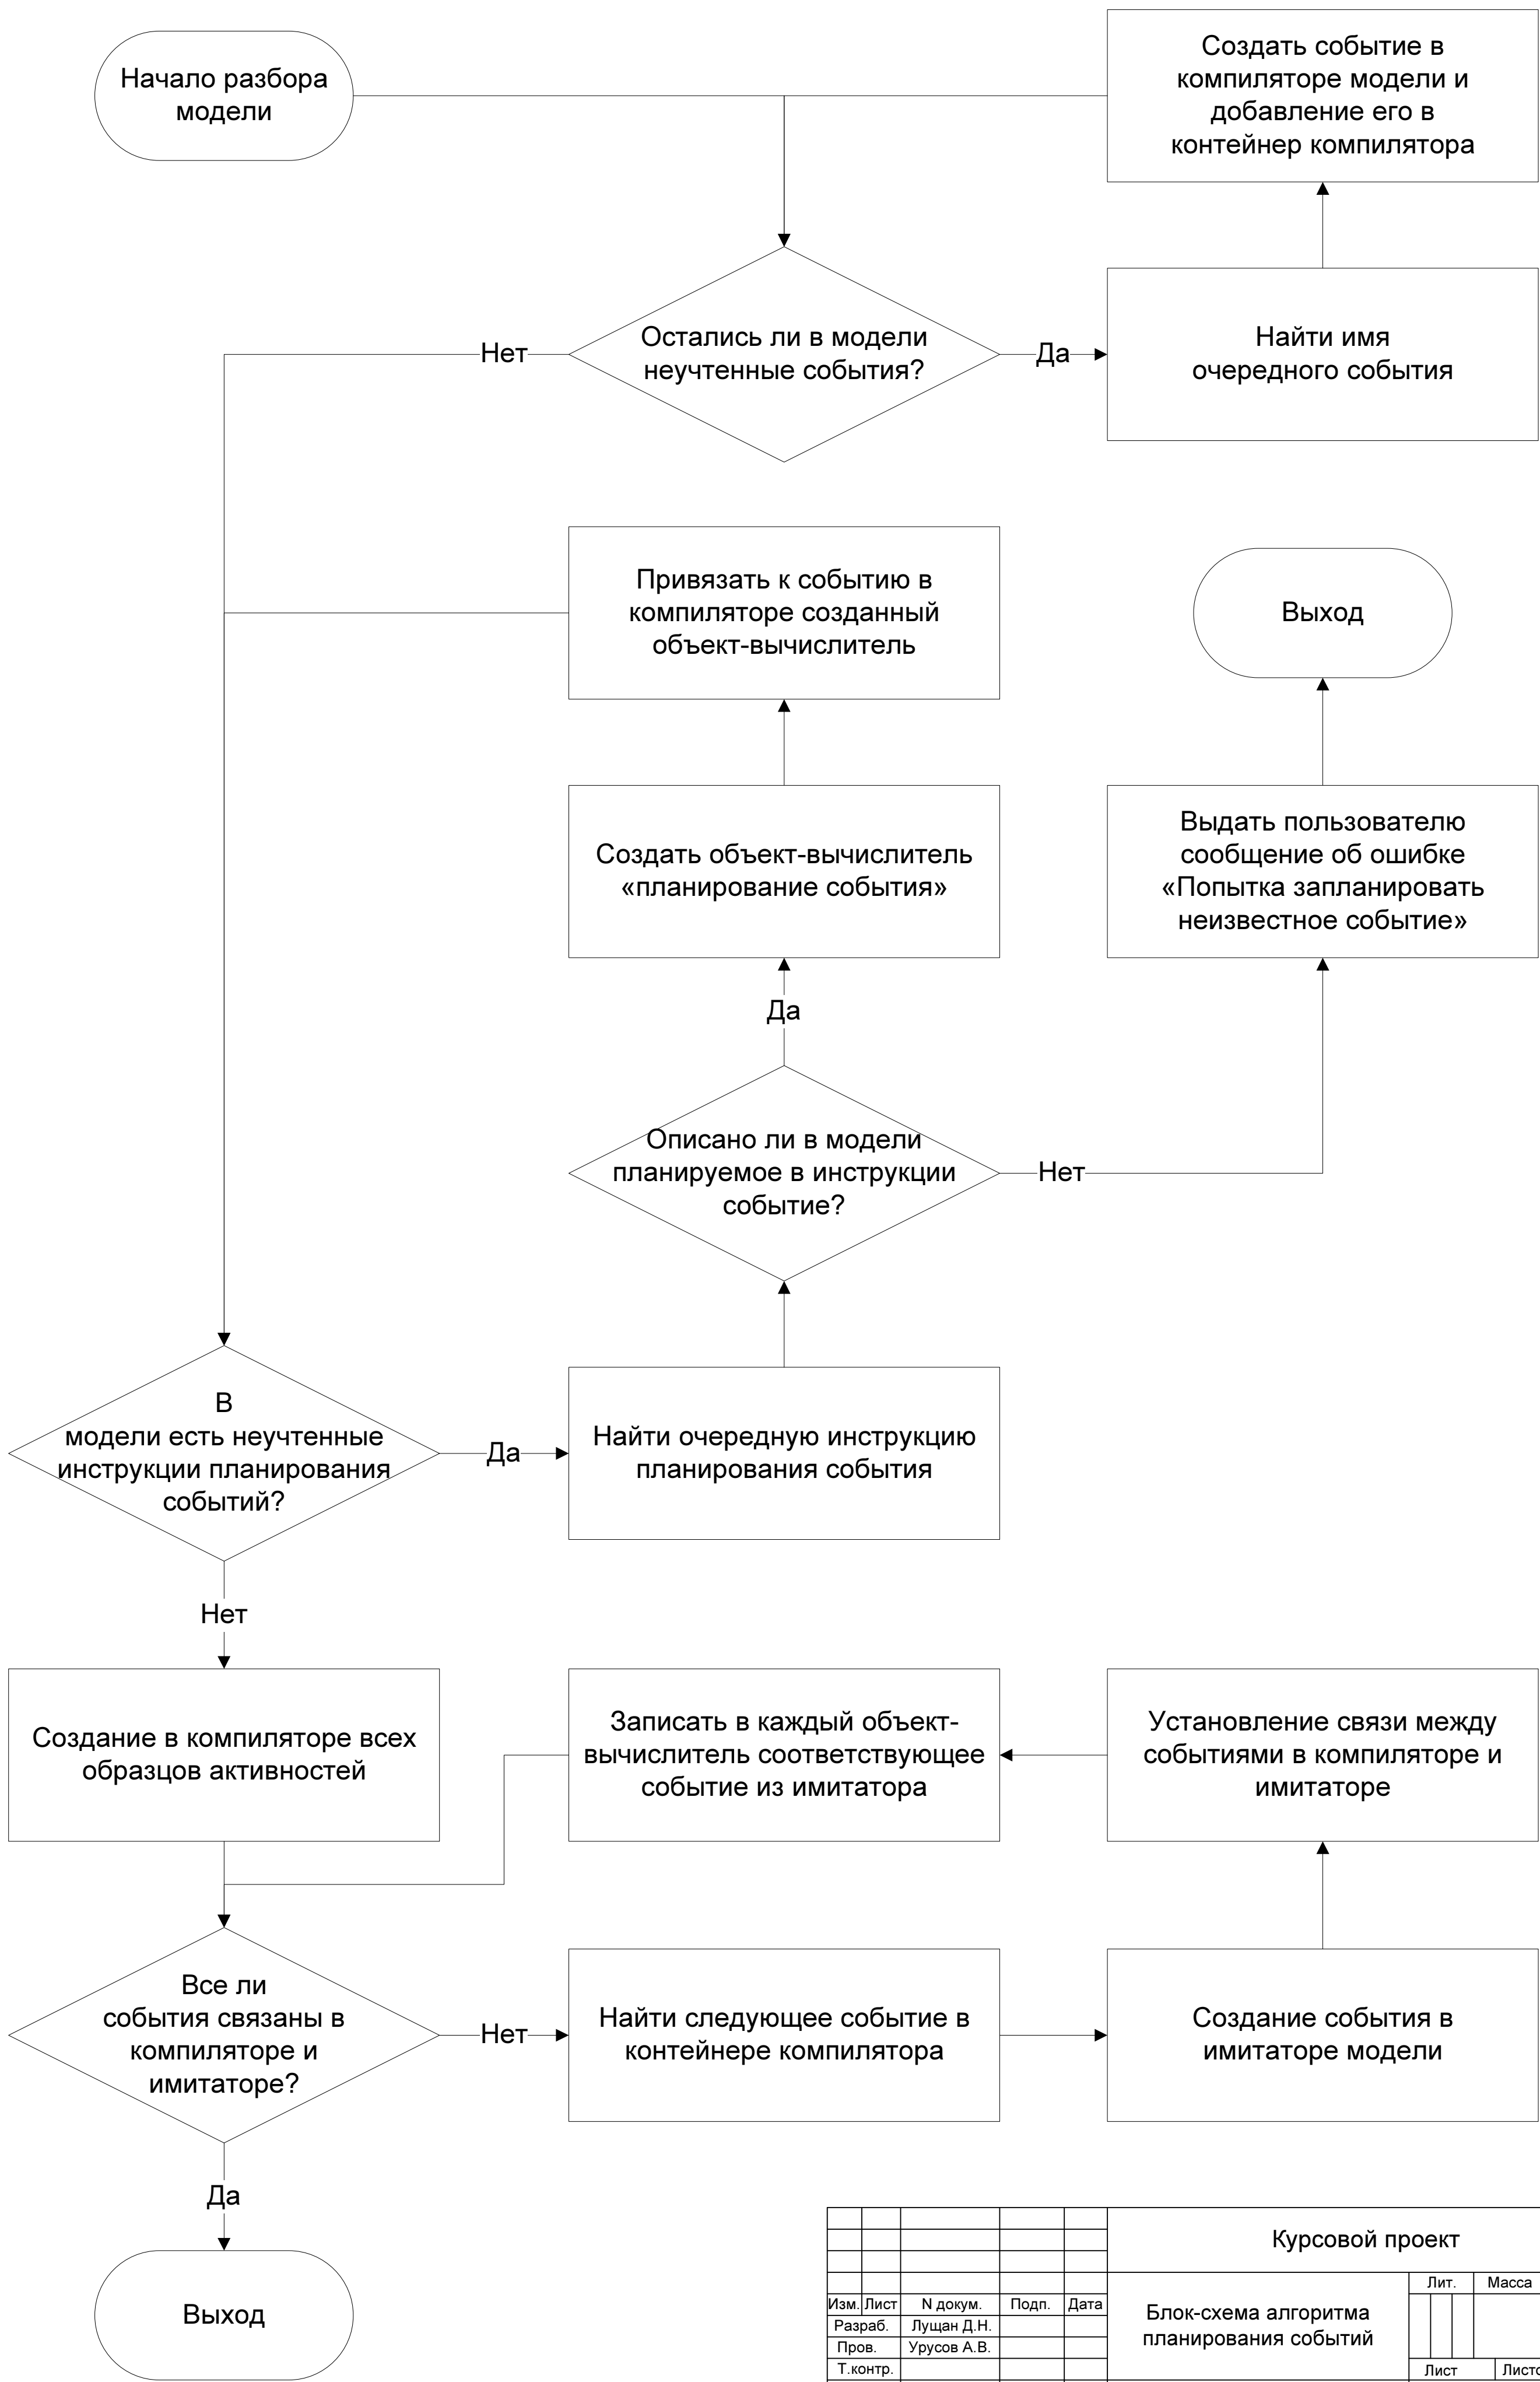 Начало разбора
модели
Создать событие в
компиляторе модели и
добавление его в
контейнер компилятора
Остались ли в модели
неучтенные события?
Нет
Да
Найти имя
очередного события
Привязать к событию в
компиляторе созданный
объект-вычислитель
Выход
Создать объект-вычислитель
«планирование события»
Выдать пользователю
сообщение об ошибке
«Попытка запланировать
неизвестное событие»
Да
Описано ли в модели
планируемое в инструкции
событие?
Нет
В
модели есть неучтенные
инструкции планирования
событий?
Да
Найти очередную инструкцию
планирования события
Нет
Создание в компиляторе всех
образцов активностей
Записать в каждый объект-
вычислитель соответствующее
событие из имитатора
Установление связи между
событиями в компиляторе и
имитаторе
Все ли
события связаны в
компиляторе и
имитаторе?
Нет
Найти следующее событие в
контейнере компилятора
Создание события в
имитаторе модели
Да
Выход
Курсовой проект
Изм. Лист N докум. Подп. Дата
Разраб. Лущан Д.Н.
Пров. Урусов А.В.
Т.контр.
Блок-схема алгоритма
планирования событий
Лит. Масса
Лист